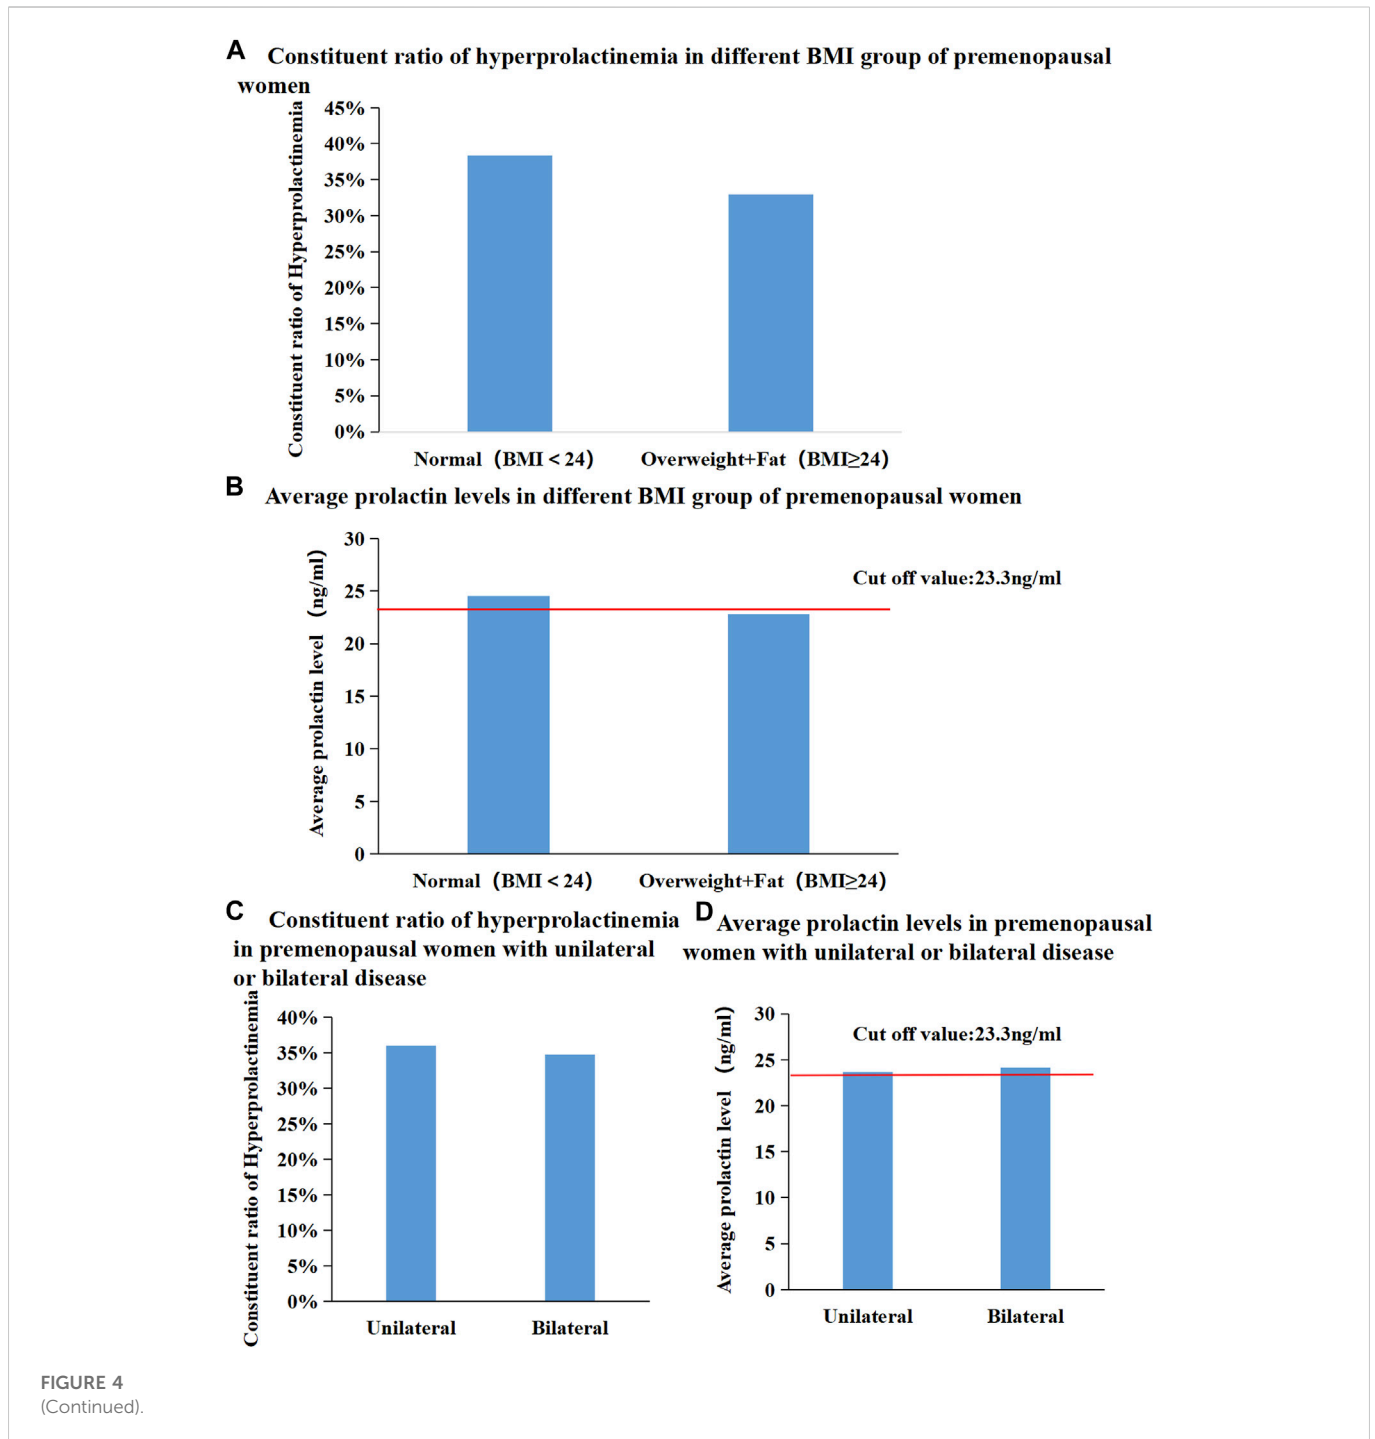 A Constituent ratio of hyperprolactinemia in different BMI group of premenopausal
women
Constituent ratio of Hyperprolactinemia
45%
40%
35%
30%
25%
20%
15%
10%
5%
0%
Normal（BMI＜24） Overweight+Fat（BMI≥24）
B Average prolactin levels in different BMI group of premenopausal women
Average prolactin level （ng/ml）
30
25
20
15
10
5
0
Cut off value:23.3ng/ml
Normal（BMI＜24） Overweight+Fat（BMI≥24）
C Constituent ratio of hyperprolactinemia
in premenopausal women with unilateral
or bilateral disease
Constituent ratio of Hyperprolactinemia
40%
35%
30%
25%
20%
15%
10%
5%
0%
Unilateral Bilateral
D Average prolactin levels in premenopausal
women with unilateral or bilateral disease
Average prolactin level （ng/ml）
30
25
20
15
10
5
0
Cut off value:23.3ng/ml
Unilateral Bilateral
FIGURE 4
(Continued).